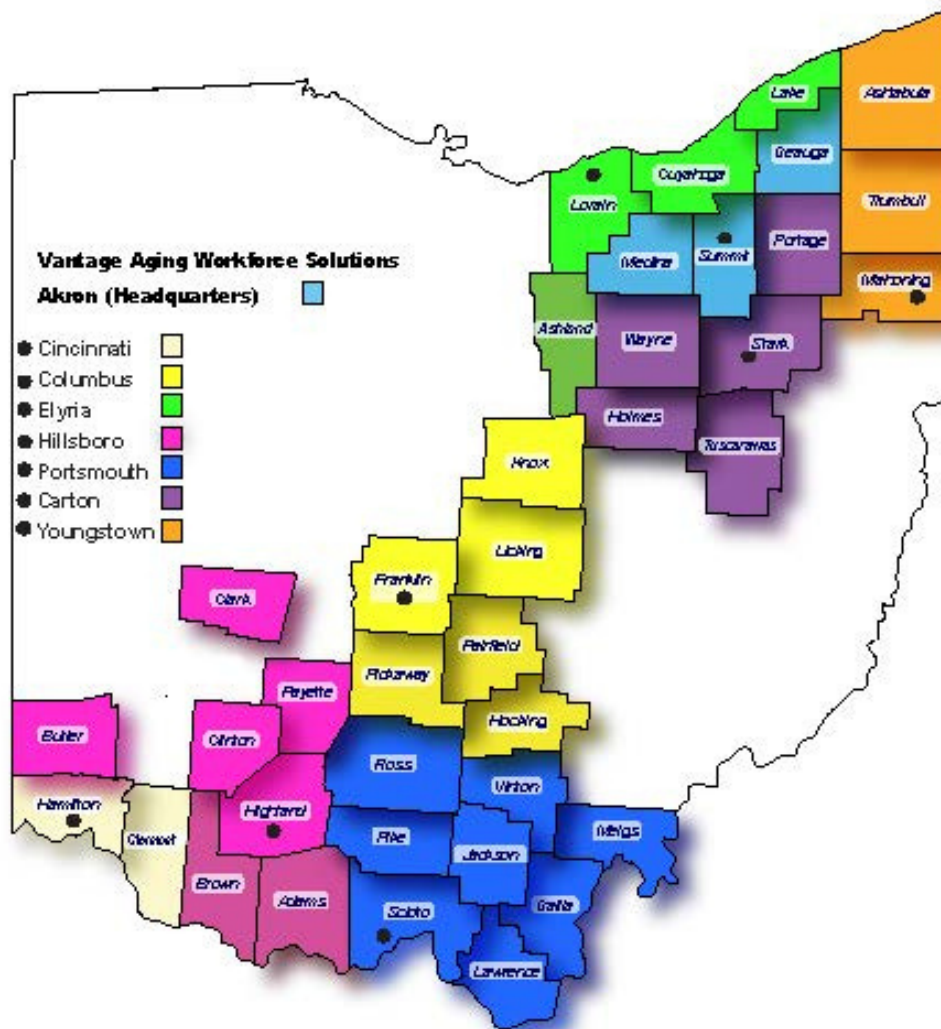 Lake
Ashtabula
Geauga
Cuyahoga
Lorain
Trumbull
Portage
Summit
Medina
Mahoning
Vantage Aging Workforce Solutions
Akron (Headquarters)
Ashland
Wayne
Stark
Cincinnati
Columbus
Elyria
Hillsboro
Portsmouth
Carton
Youngstown
Holmes
Tuscarawas
Knox
Licking
Franklin
Clark
Fairfield
Pickaway
Fayette
Hocking
Butler
Clinton
Ross
Vinton
Hamilton
Highland
Meigs
Pike
Clermont
Jackson
Brown
Adams
Gallia
Scioto
Lawrence